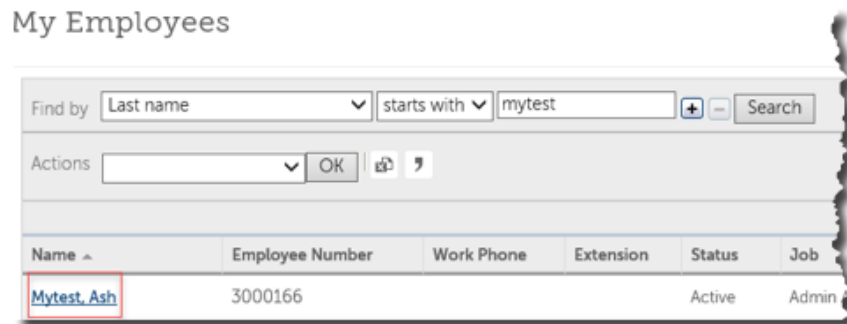 My Employees
Find by Last name starts with mytest + - Search
Actions OK
Name Employee Number Work Phone Extension Status Job
Mytest, Ash 3000166 Active Admin